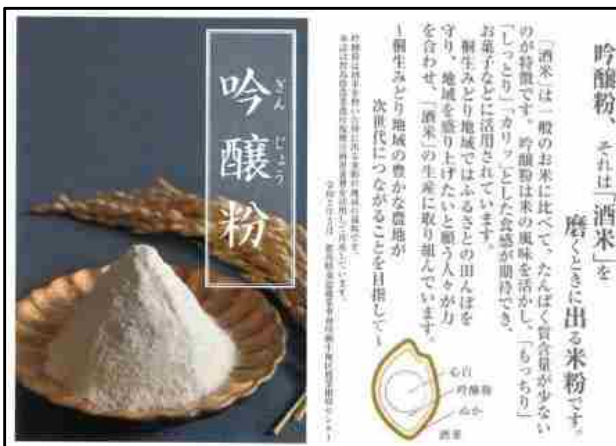 吟醸粉、それは「酒米」を
磨くときに出る米粉です。
「酒米」は一般のお米に比べて、たんぱく質含量が少ない
のが特徴です。吟醸粉は米の風味を活かし、「もっちり」
「しっとり」「カリッ」とした食感が期待でき、
お菓子などに活用されています。
桐生みどり地域ではふるさとの田んぼを
守り、地域を盛り上げたいと願う人々が力
を合わせ、「酒米」の生産に取り組んでいます。
~桐生みどり地域の豊かな農地が
次世代につながることを目指して~
心白
吟醸粉
ぬか
酒米
吟醸粉
ぎん
じょう